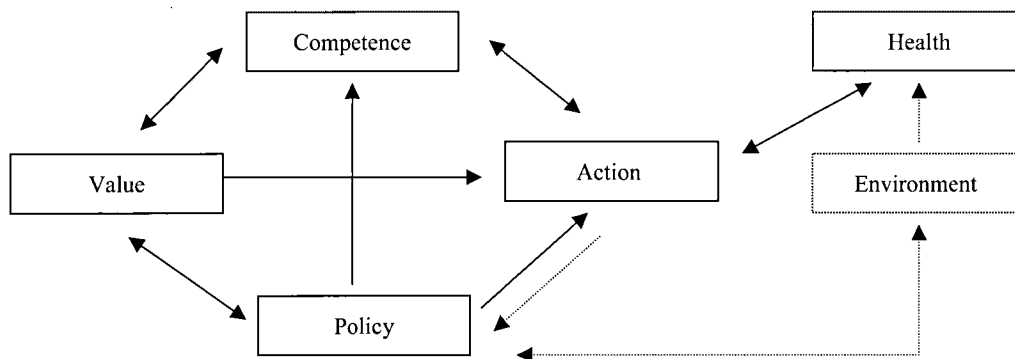 Competence
Health
Value
Action
Environment
Policy